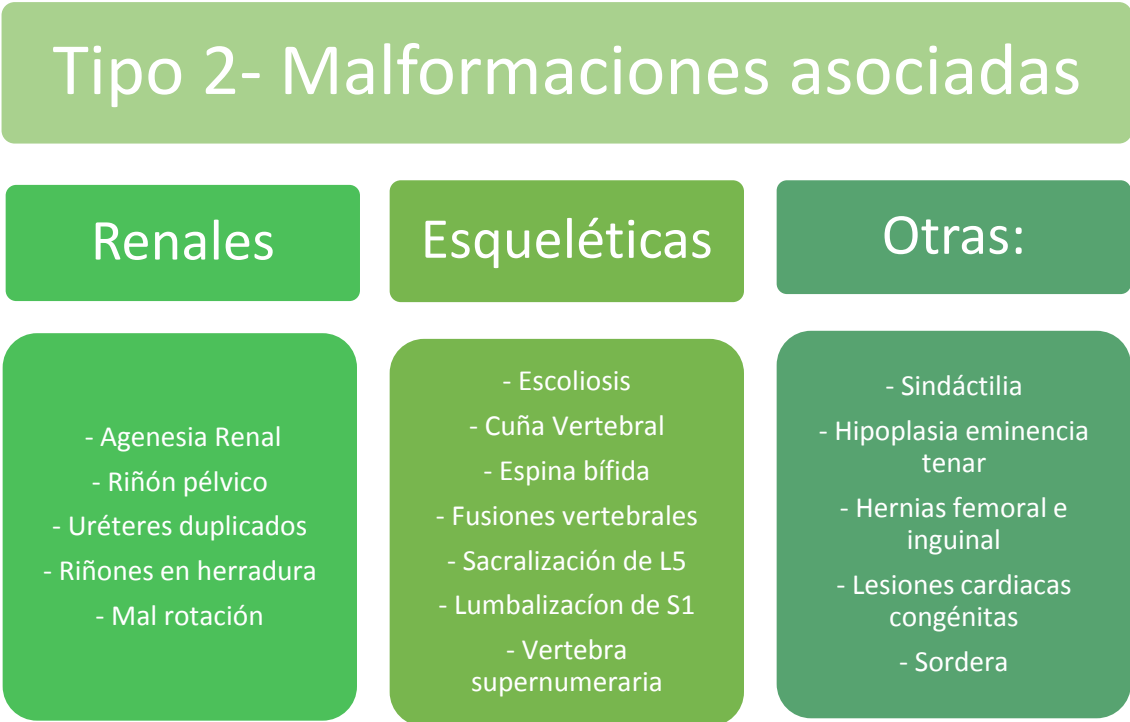 Tipo 2- Malformaciones asociadas
Renales
- Agenesia Renal
- Riñón pélvico
- Uréteres duplicados
- Riñones en herradura
- Mal rotación
Esqueléticas
- Escoliosis
- Cuña Vertebral
- Espina bífida
- Fusiones vertebrales
- Sacralización de L5
- Lumbalizacíon de S1
- Vertebra
supernumeraria
Otras:
- Sindáctilia
- Hipoplasia eminencia
tenar
- Hernias femoral e
inguinal
- Lesiones cardiacas
congénitas
- Sordera